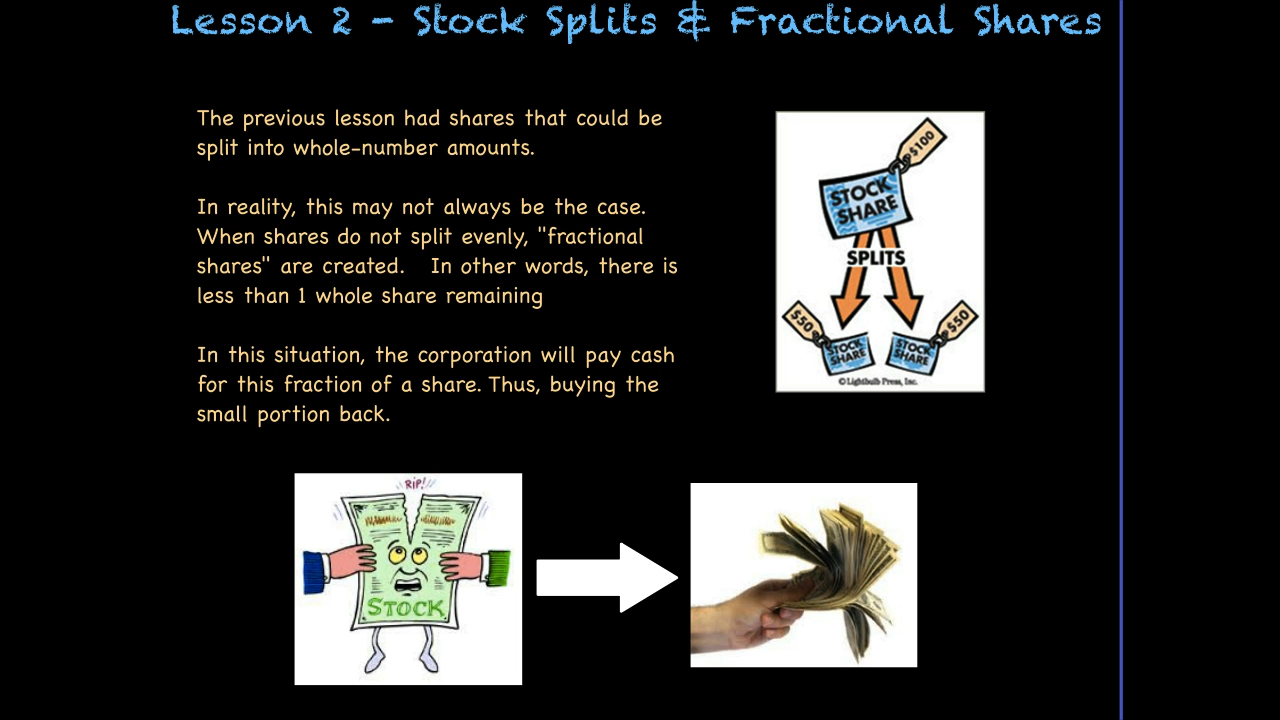 Lesson 2 - Stock Splits & Fractional Shares
The previous lesson had shares that could be
split into whole-number amounts.
In reality, this may not always be the case.
When shares do not split evenly, "fractional
shares" are created. In other words, there is
less than 1 whole share remaining
In this situation, the corporation will pay cash
for this fraction of a share. Thus, buying the
small portion back.
$100
STOCK
SHARE
SPLITS
$50
STOCK
SHARE
$50
STOCK
SHARE
© Lightbulb Press, Inc.
RIP!
STOCK